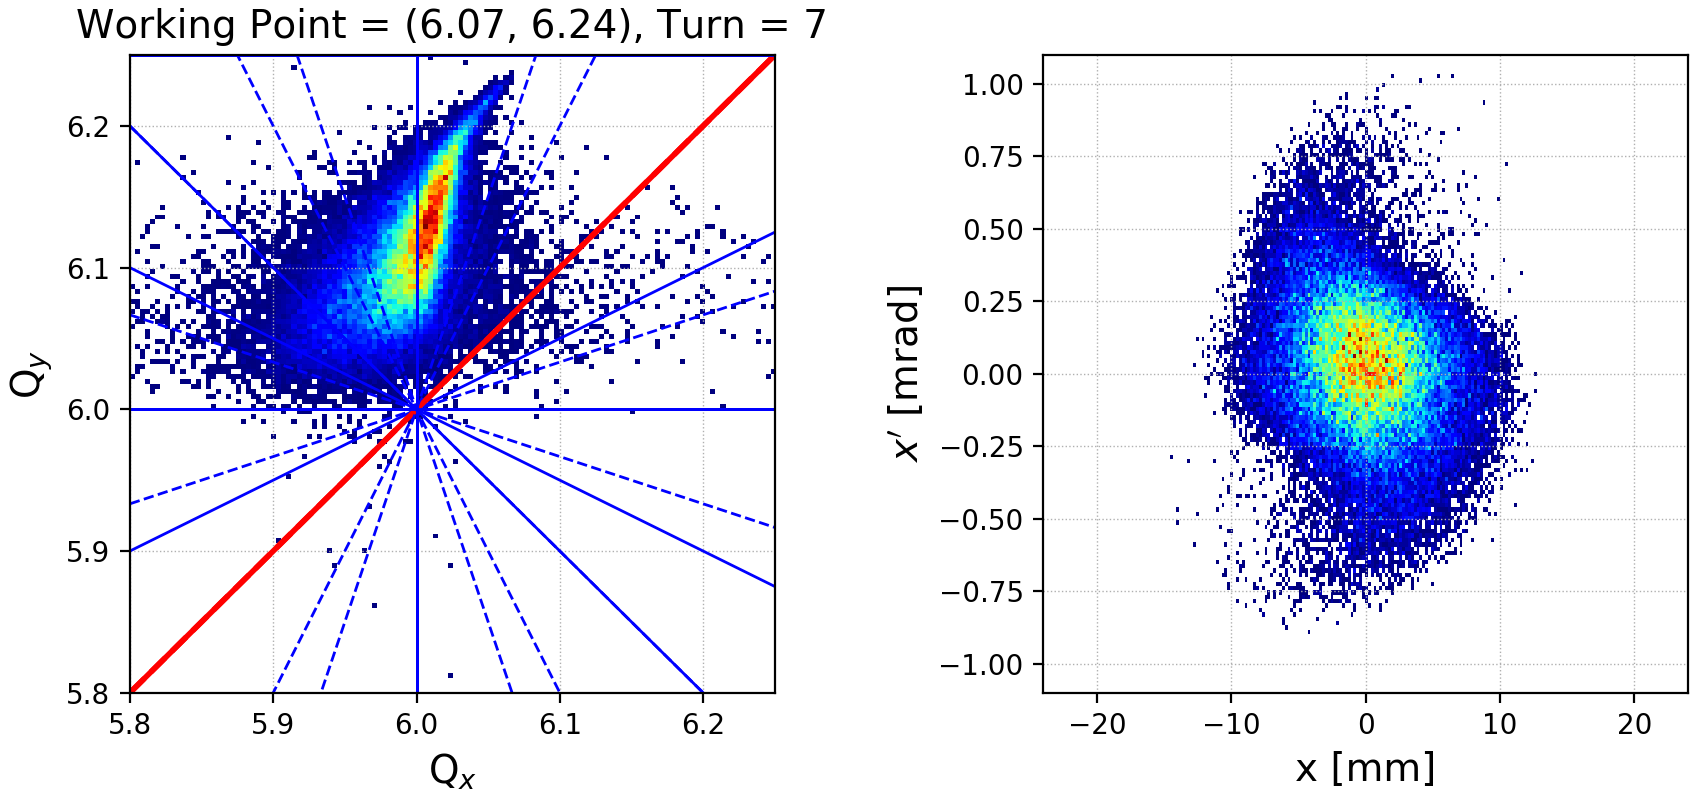 Working Point = (6.07, 6.24), Turn = 7
6.2
6.1
6.0
5.9
5.8
Q_y
5.8 5.9 6.0 6.1 6.2
Q_x
1.00
0.75
0.50
0.25
0.00
−0.25
−0.50
−0.75
−1.00
x′ [mrad]
−20 −10 0 10 20
x [mm]